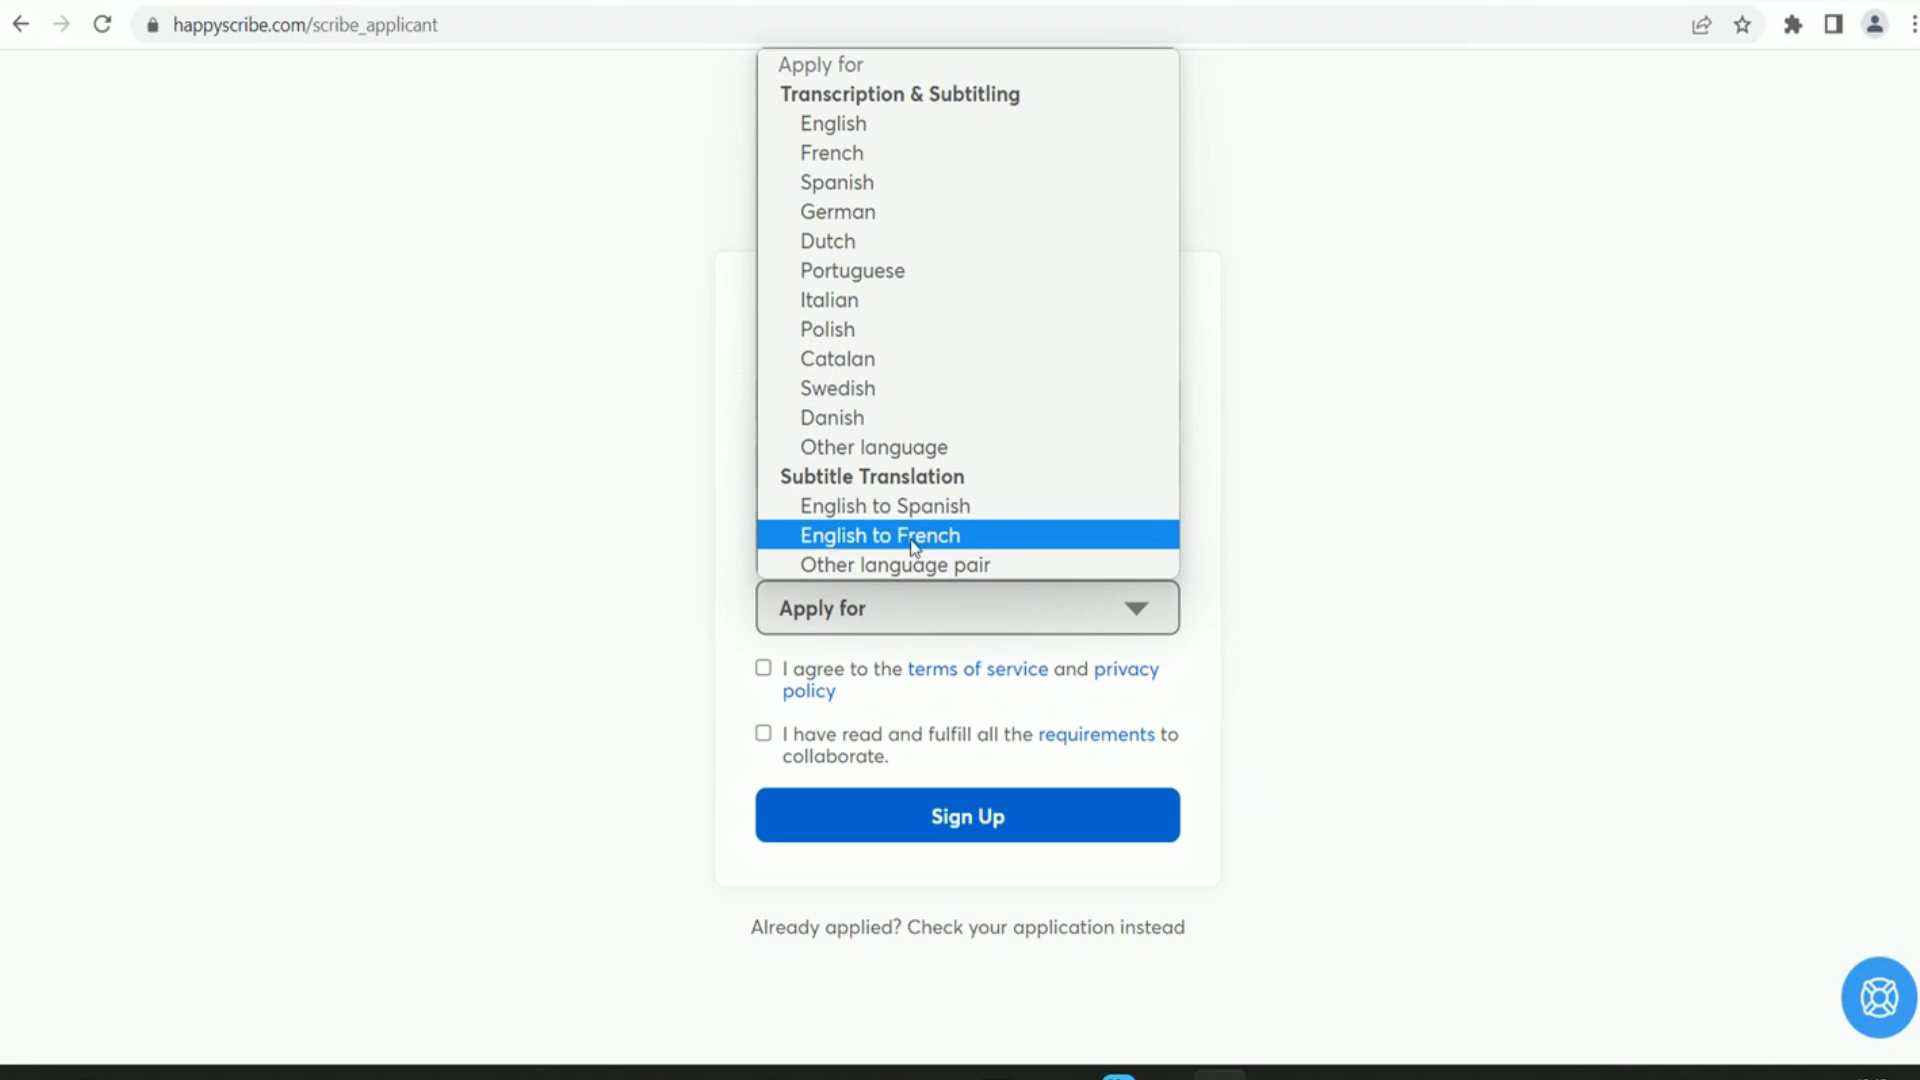 happyscribe.com/scribe_applicant
Apply for
Transcription & Subtitling
English
French
Spanish
German
Dutch
Portuguese
Italian
Polish
Catalan
Swedish
Danish
Other language
Subtitle Translation
English to Spanish
English to French
Other language pair
Apply for
I agree to the terms of service and privacy
policy
I have read and fulfill all the requirements to
collaborate.
Sign Up
Already applied? Check your application instead